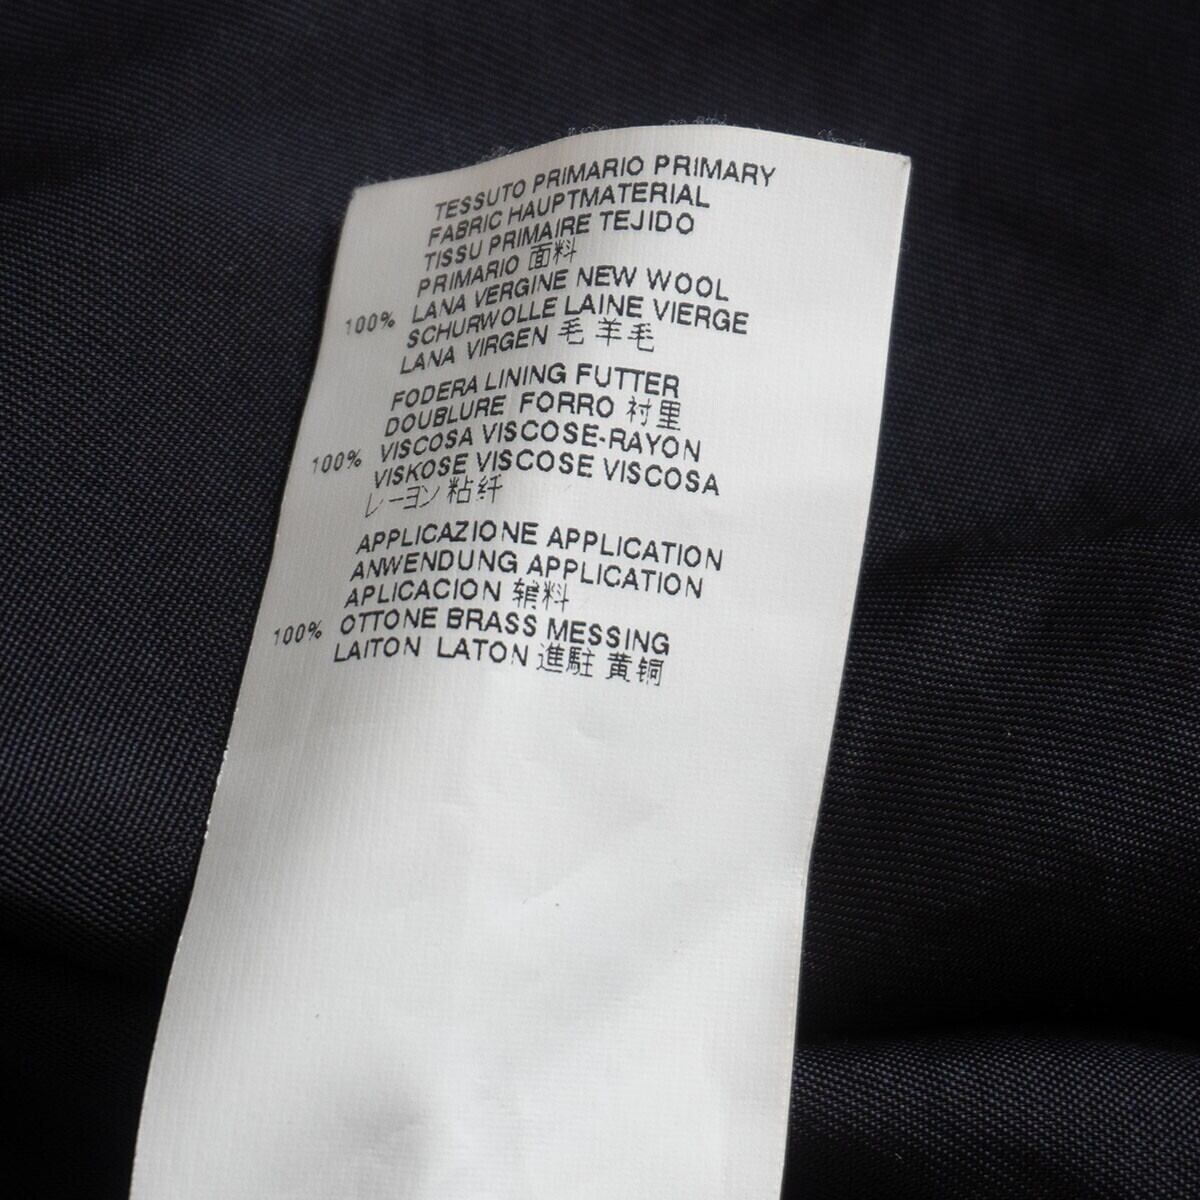 TESSUTO PRIMARIO PRIMARY
FABRIC HAUPTMATERIAL
TISSU PRIMAIRE TEJIDO
PRIMARIO 面料
100% LANA VERGINE NEW WOOL
SCHURWOLLE LAINE VIERGE
LANA VIRGEN 毛 羊毛
FODERA LINING FUTTER
DOUBLURE FORRO 衬里
100% VISCOSA VISCOSE-RAYON
VISKOSE VISCOSE VISCOSA
レーヨン 粘纤
APPLICAZIONE APPLICATION
ANWENDUNG APPLICATION
APLICACION 辅料
100% OTTONE BRASS MESSING
LAITON LATON 進駐 黄铜